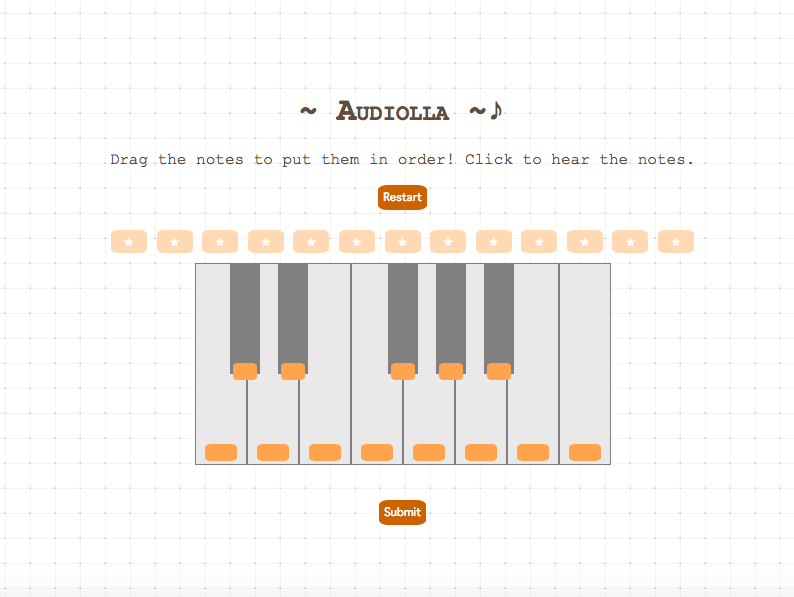 ~ Audiolla ~♪
Drag the notes to put them in order! Click to hear the notes.
Restart
★ ★ ★ ★ ★ ★ ★ ★ ★ ★ ★ ★ ★
Submit